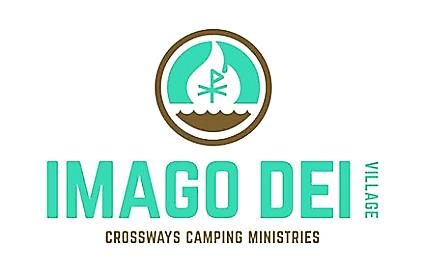 IMAGO DEI VILLAGE
CROSSWAYS CAMPING MINISTRIES